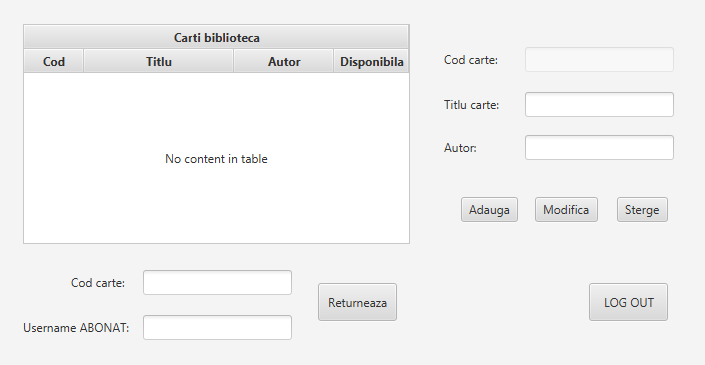 Carti biblioteca
Cod Titlu Autor Disponibila
No content in table
Cod carte:
Titlu carte:
Autor:
Adauga Modifica Sterge
Cod carte:
Username ABONAT:
Returneaza
LOG OUT